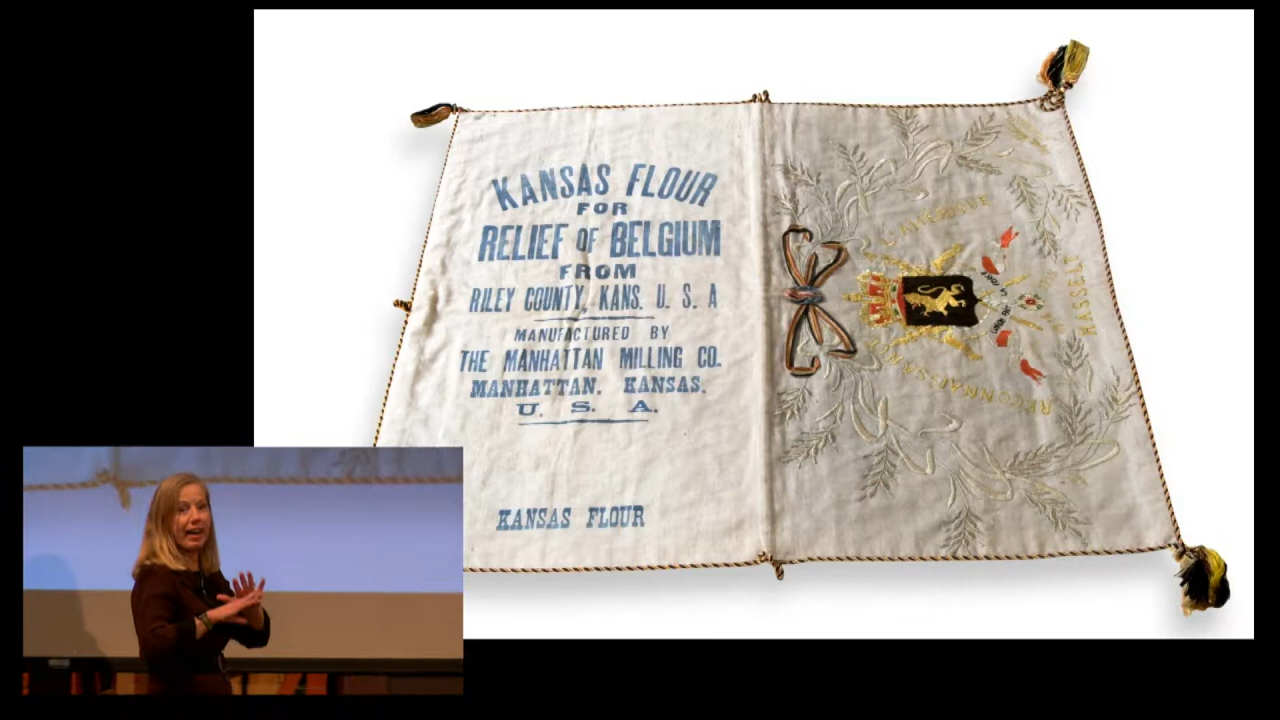 KANSAS FLOUR
FOR
RELIEF OF BELGIUM
FROM
RILEY COUNTY, KANS. U. S. A
MANUFACTURED BY
THE MANHATTAN MILLING CO.
MANHATTAN, KANSAS.
U. S. A.
KANSAS FLOUR
HASSELT